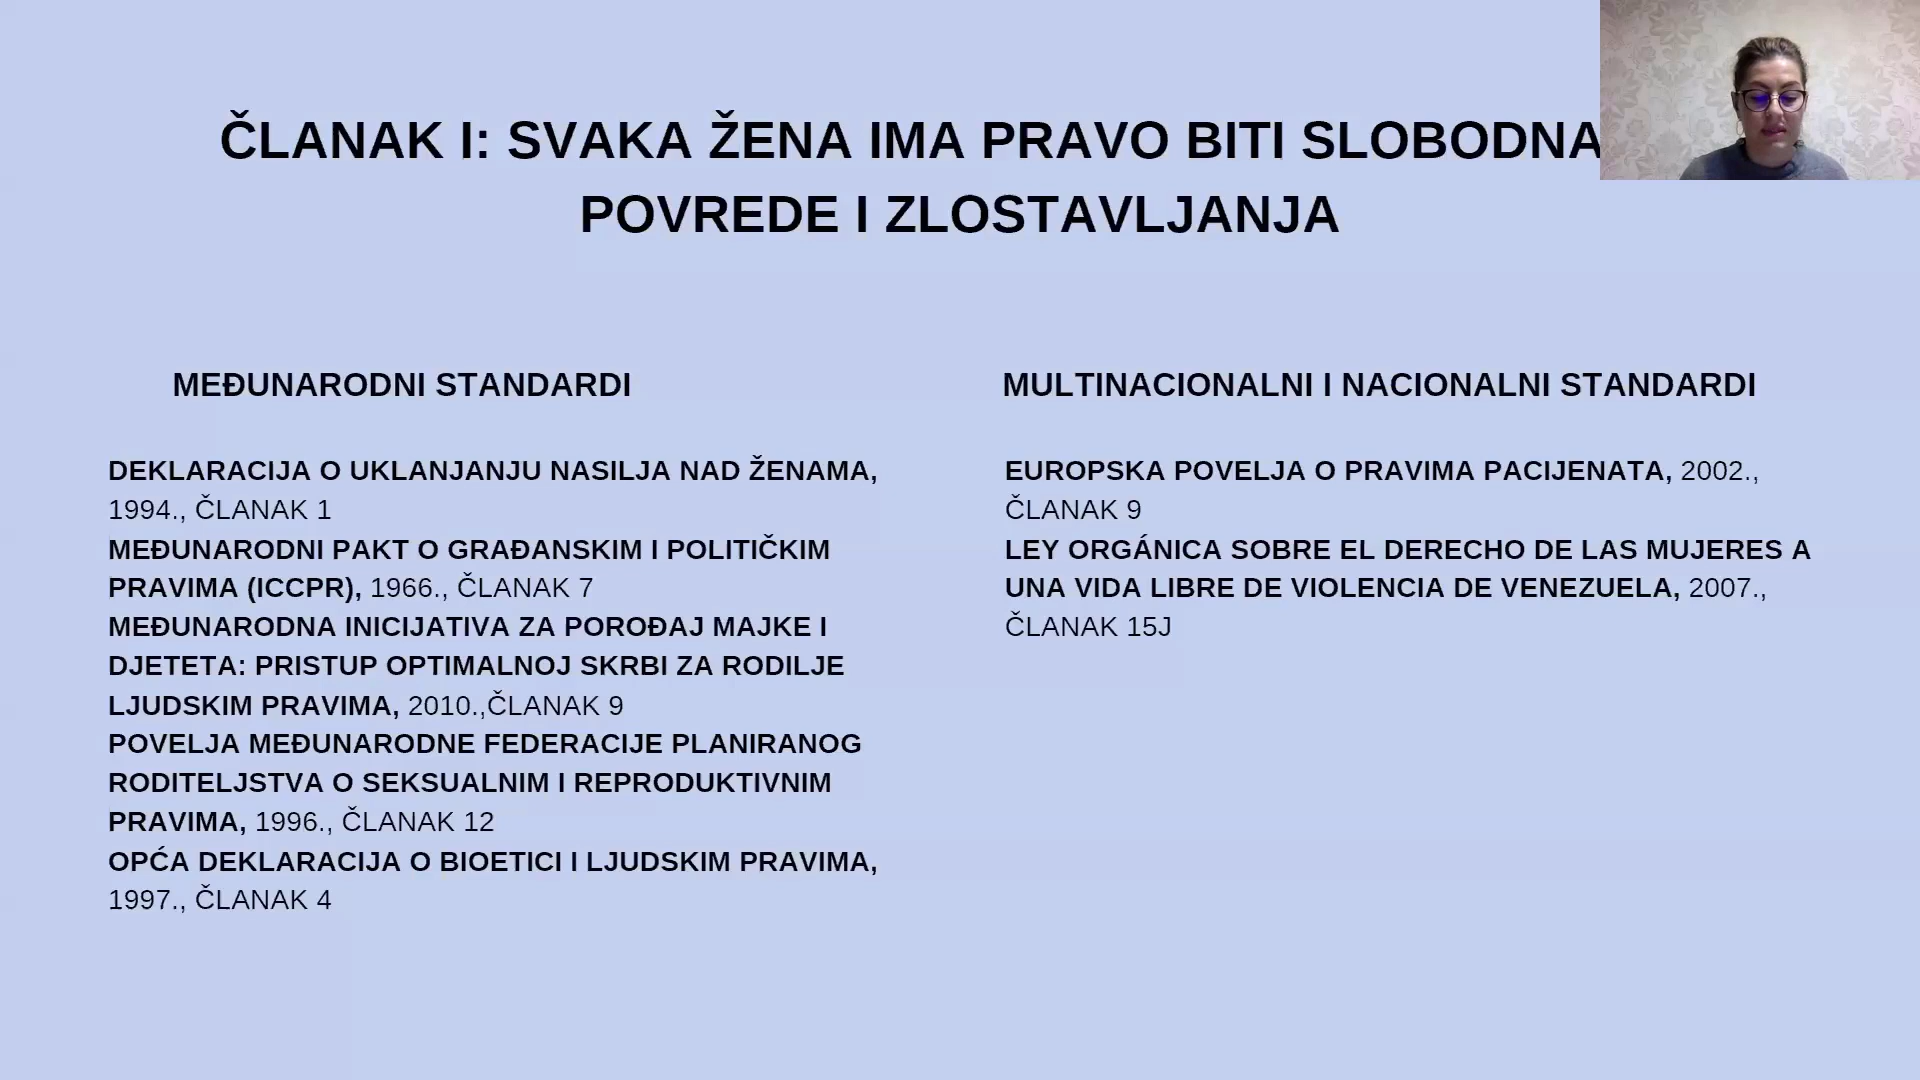 ČLANAK I: SVAKA ŽENA IMA PRAVO BITI SLOBODNA
POVREDE I ZLOSTAVLJANJA
MEĐUNARODNI STANDARDI
DEKLARACIJA O UKLANJANJU NASILJA NAD ŽENAMA,
1994., ČLANAK 1
MEĐUNARODNI PAKT O GRAĐANSKIM I POLITIČKIM
PRAVIMA (ICCPR), 1966., ČLANAK 7
MEĐUNARODNA INICIJATIVA ZA POROĐAJ MAJKE I
DJETETA: PRISTUP OPTIMALNOJ SKRBI ZA RODILJE
LJUDSKIM PRAVIMA, 2010.,ČLANAK 9
POVELJA MEĐUNARODNE FEDERACIJE PLANIRANOG
RODITELJSTVA O SEKSUALNIM I REPRODUKTIVNIM
PRAVIMA, 1996., ČLANAK 12
OPĆA DEKLARACIJA O BIOETICI I LJUDSKIM PRAVIMA,
1997., ČLANAK 4
MULTINACIONALNI I NACIONALNI STANDARDI
EUROPSKA POVELJA O PRAVIMA PACIJENATA, 2002.,
ČLANAK 9
LEY ORGÁNICA SOBRE EL DERECHO DE LAS MUJERES A
UNA VIDA LIBRE DE VIOLENCIA DE VENEZUELA, 2007.,
ČLANAK 15J